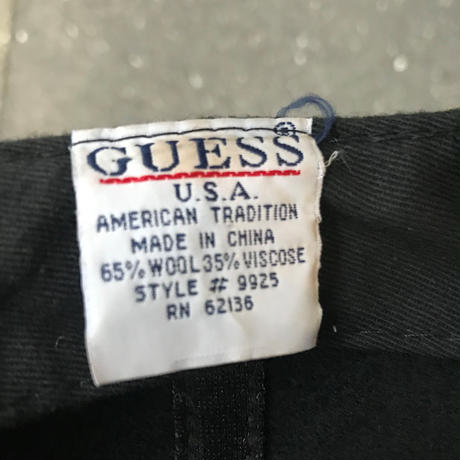 GUESS®
U.S.A.
AMERICAN TRADITION
MADE IN CHINA
65% WOOL 35% VISCOSE
STYLE # 9925
RN 62136